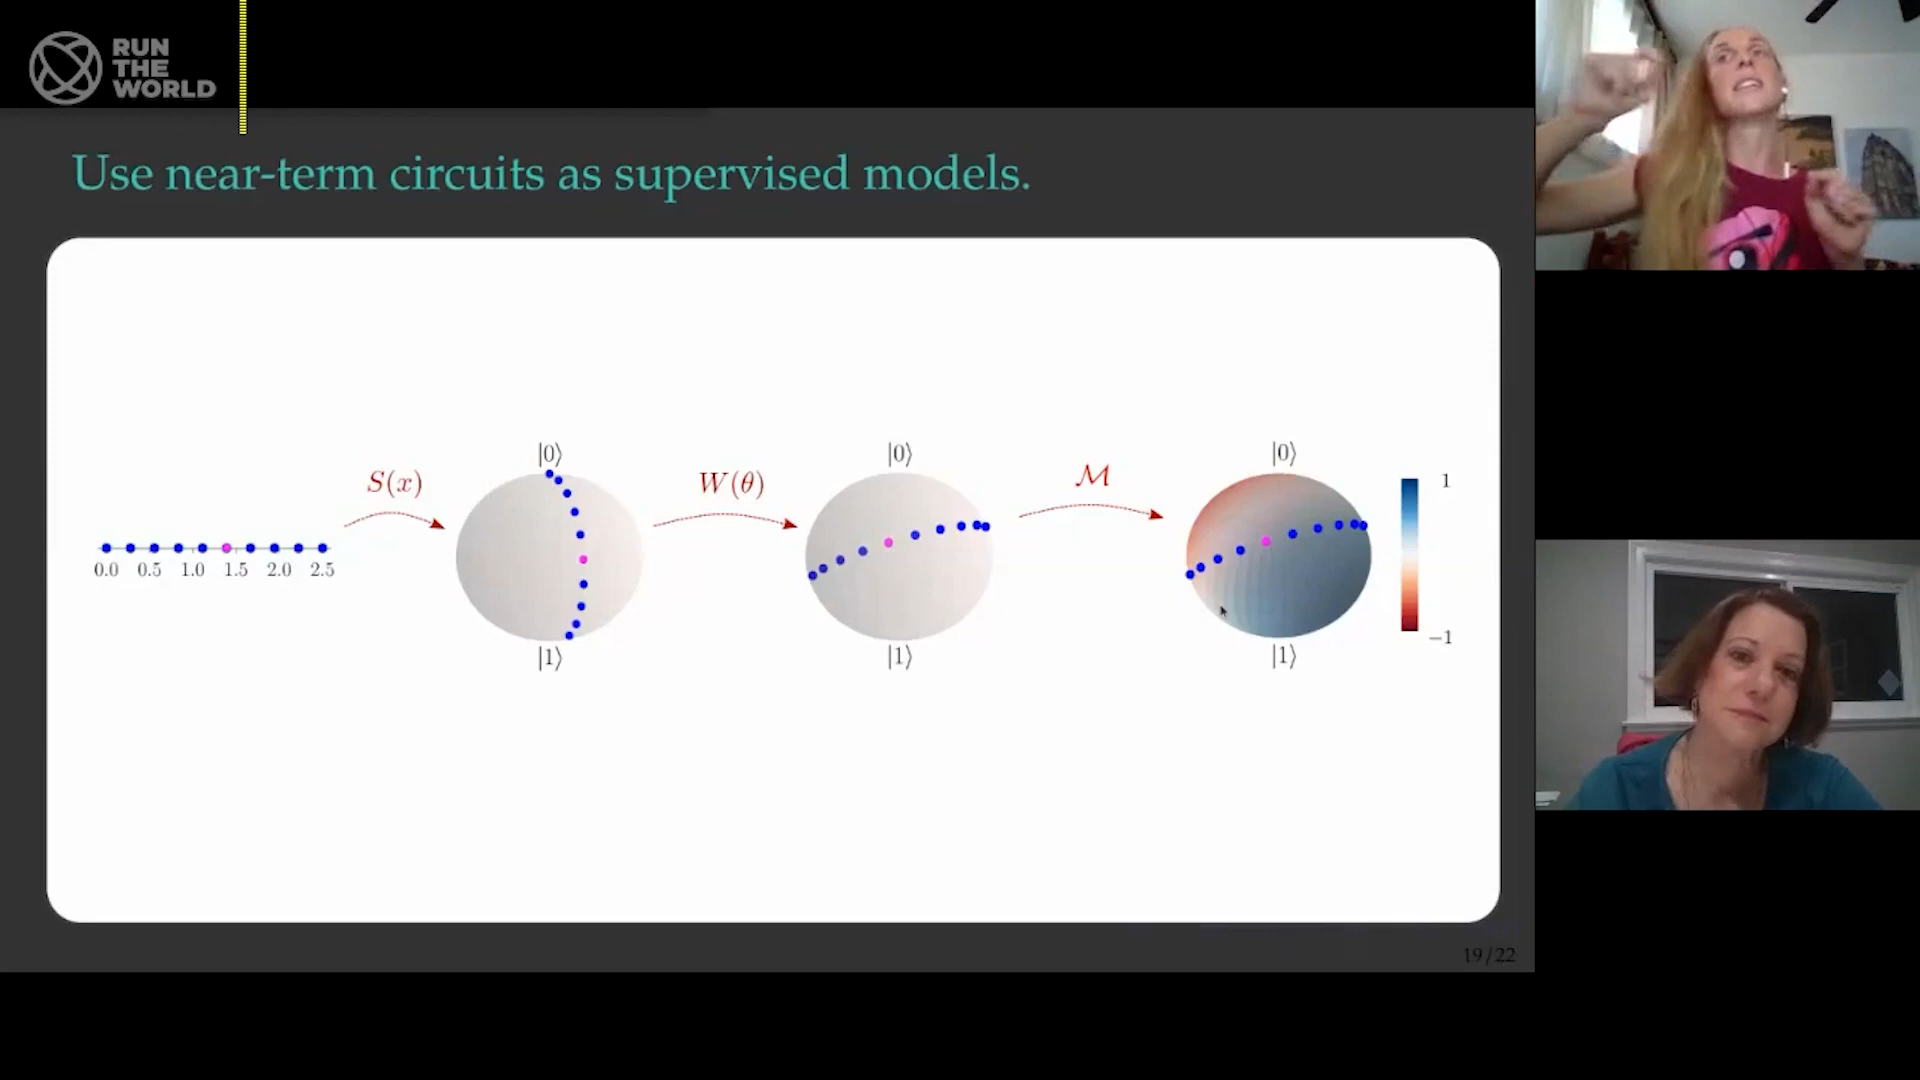 RUN
THE
WORLD
Use near-term circuits as supervised models.
|0⟩ |0⟩ |0⟩
S(x) W(θ) M
1
0.0 0.5 1.0 1.5 2.0 2.5
−1
|1⟩ |1⟩ |1⟩
19/22